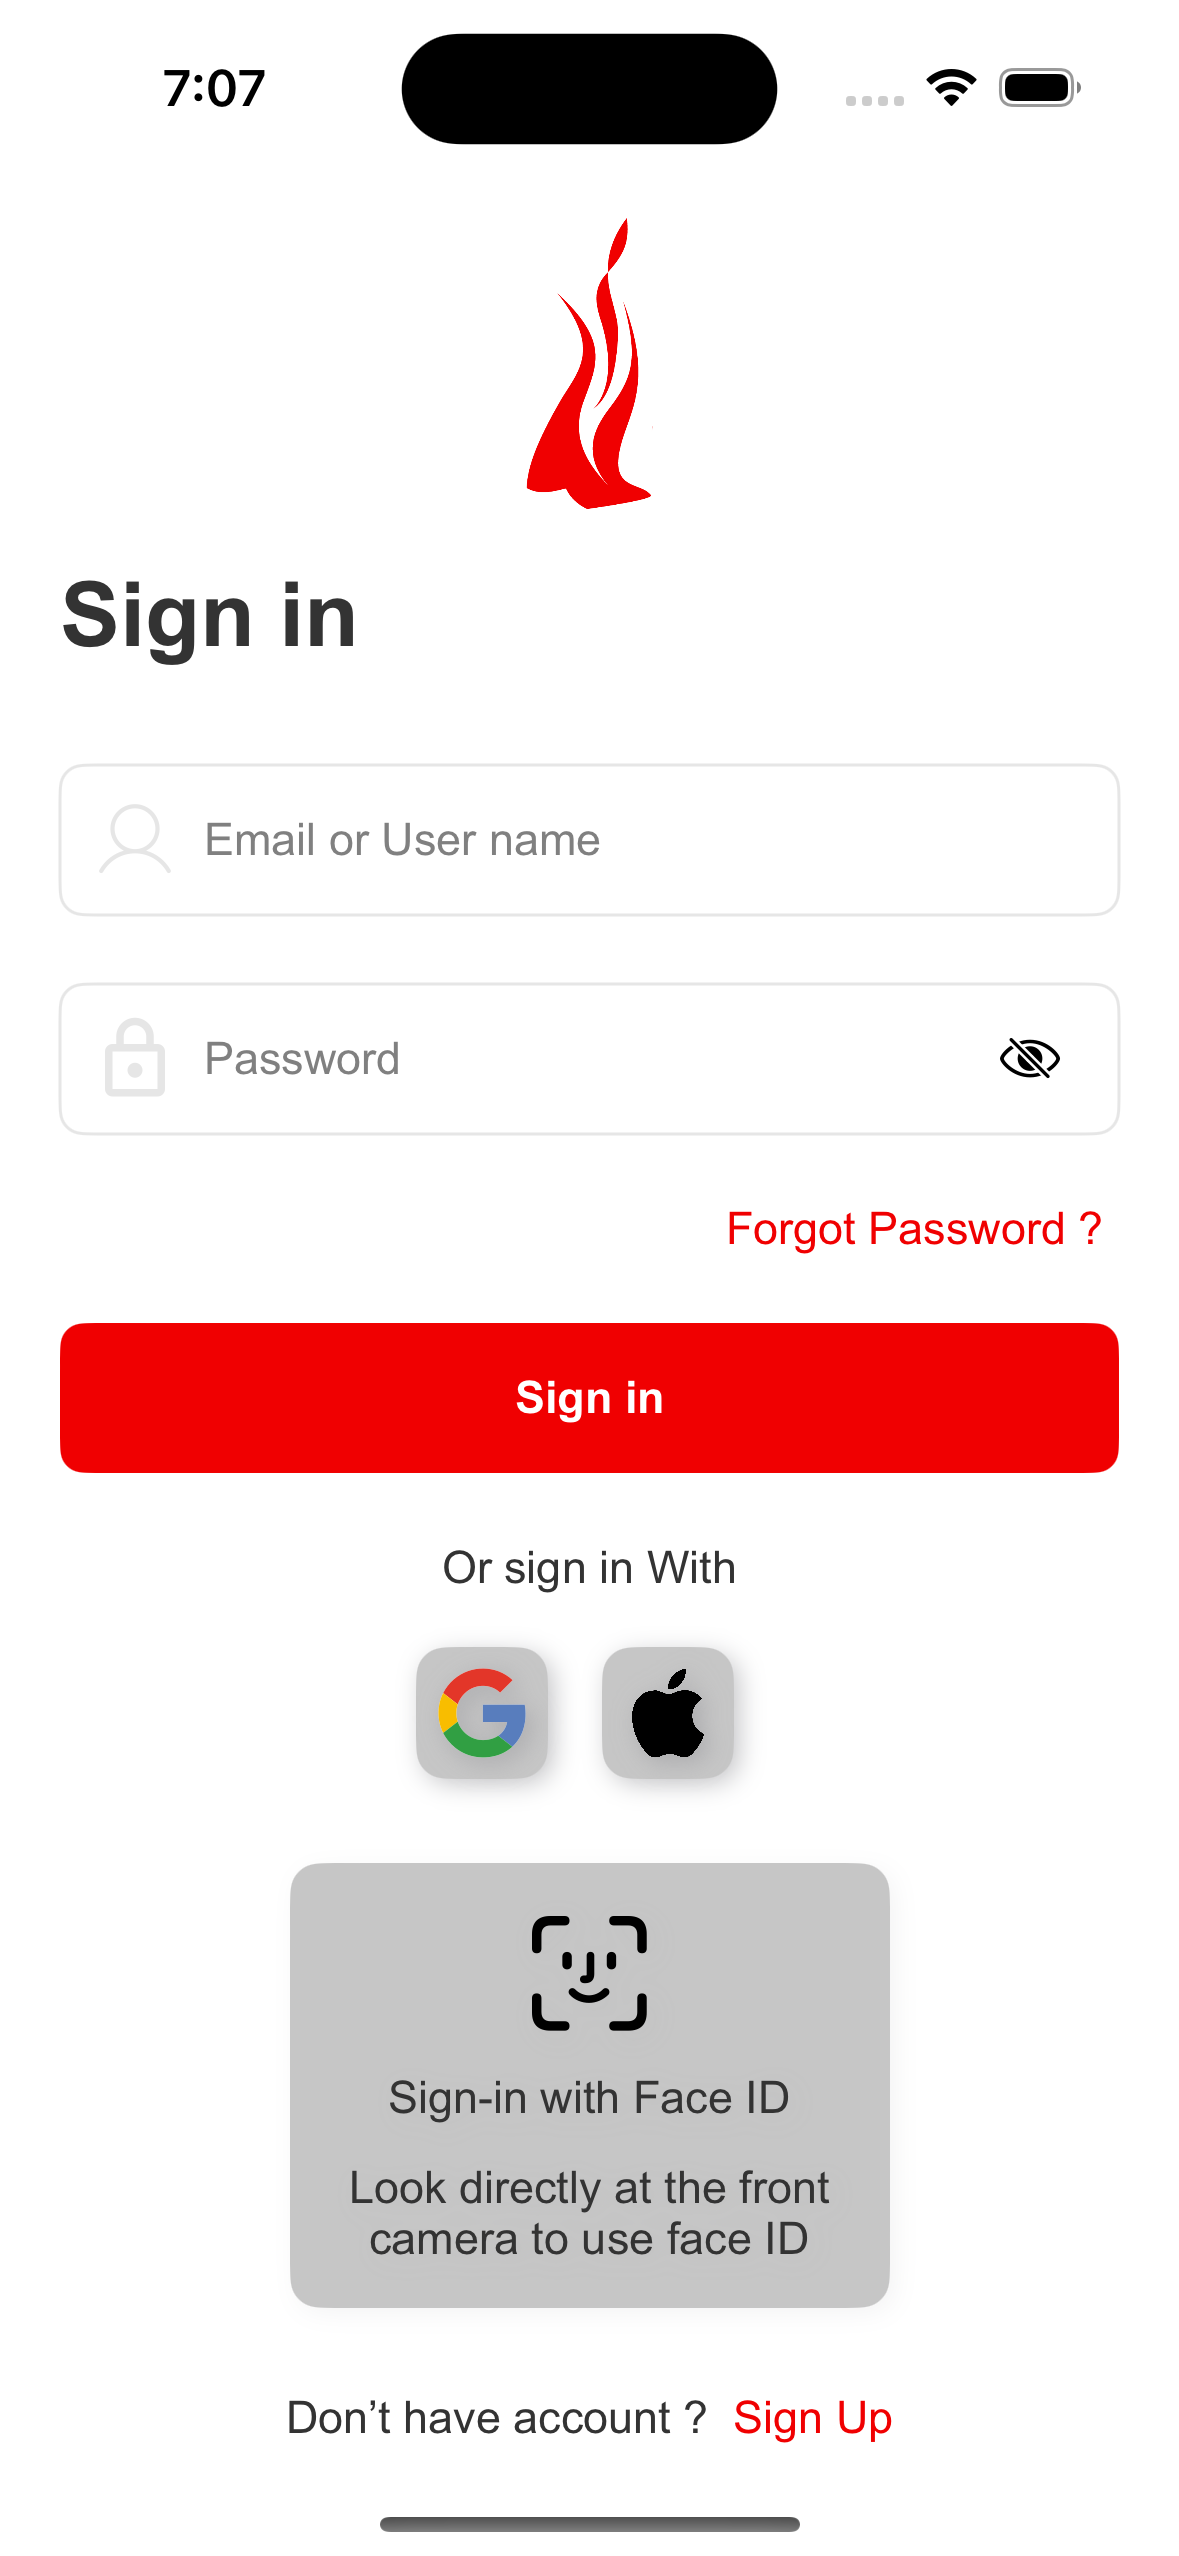 7:07
Sign in
Email or User name
Password
Forgot Password ?
Sign in
Or sign in With
Sign-in with Face ID
Look directly at the front
camera to use face ID
Don’t have account ? Sign Up